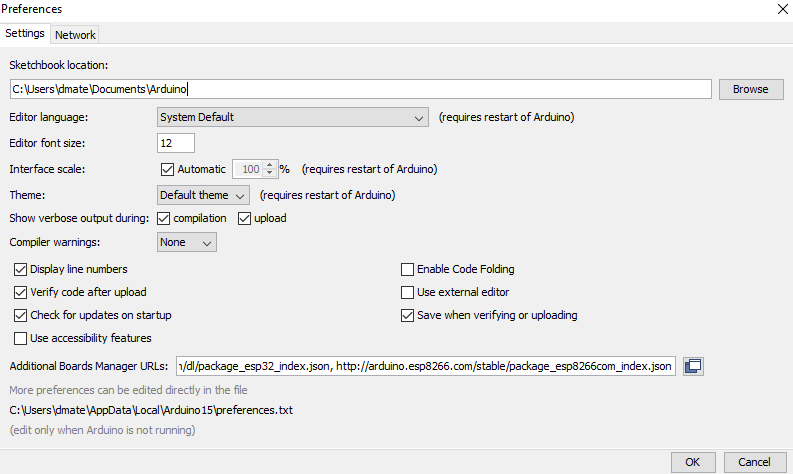 Preferences
Settings Network
Sketchbook location:
C:\Users\dmate\Documents\Arduino Browse
Editor language: System Default (requires restart of Arduino)
Editor font size: 12
Interface scale: Automatic 100 % (requires restart of Arduino)
Theme: Default theme (requires restart of Arduino)
Show verbose output during: compilation upload
Compiler warnings: None
Display line numbers Enable Code Folding
Verify code after upload Use external editor
Check for updates on startup Save when verifying or uploading
Use accessibility features
Additional Boards Manager URLs: /dl/package_esp32_index.json, http://arduino.esp8266.com/stable/package_esp8266com_index.json
More preferences can be edited directly in the file
C:\Users\dmate\AppData\Local\Arduino15\preferences.txt
(edit only when Arduino is not running)
OK Cancel